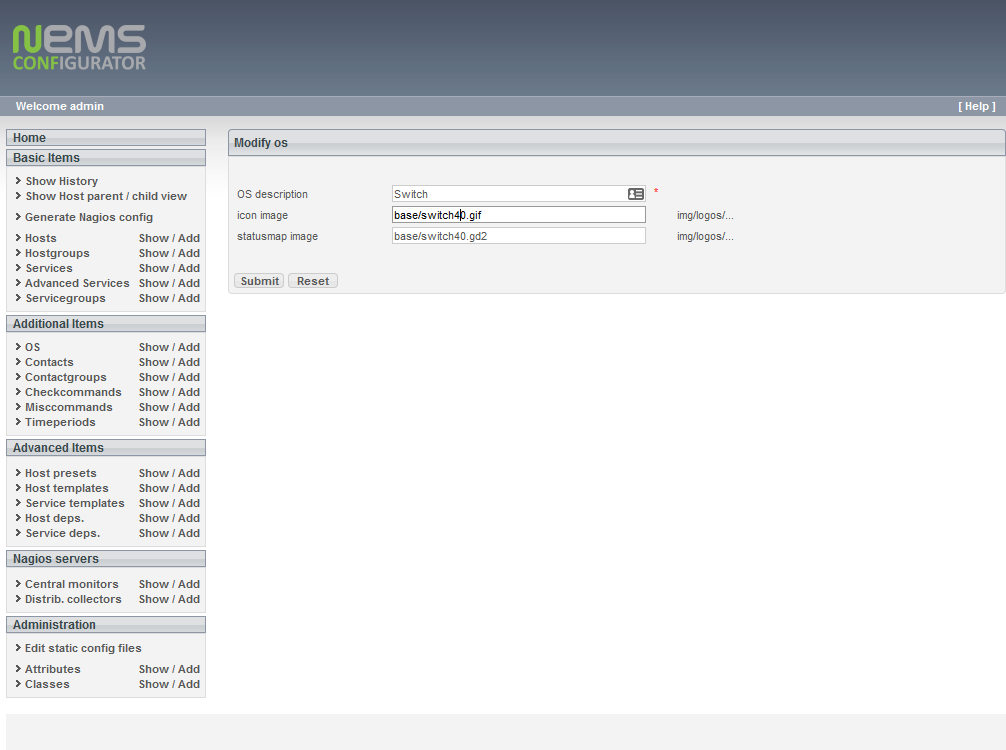 NEMS
CONFIGURATOR
Welcome admin [ Help ]
Home
Basic Items
Show History
Show Host parent / child view
Generate Nagios config
Hosts Show / Add
Hostgroups Show / Add
Services Show / Add
Advanced Services Show / Add
Servicegroups Show / Add
Additional Items
OS Show / Add
Contacts Show / Add
Contactgroups Show / Add
Checkcommands Show / Add
Misccommands Show / Add
Timeperiods Show / Add
Advanced Items
Host presets Show / Add
Host templates Show / Add
Service templates Show / Add
Host deps. Show / Add
Service deps. Show / Add
Nagios servers
Central monitors Show / Add
Distrib. collectors Show / Add
Administration
Edit static config files
Attributes Show / Add
Classes Show / Add
Modify os
OS description Switch *
icon image base/switch40.gif img/logos/...
statusmap image base/switch40.gd2 img/logos/...
Submit Reset